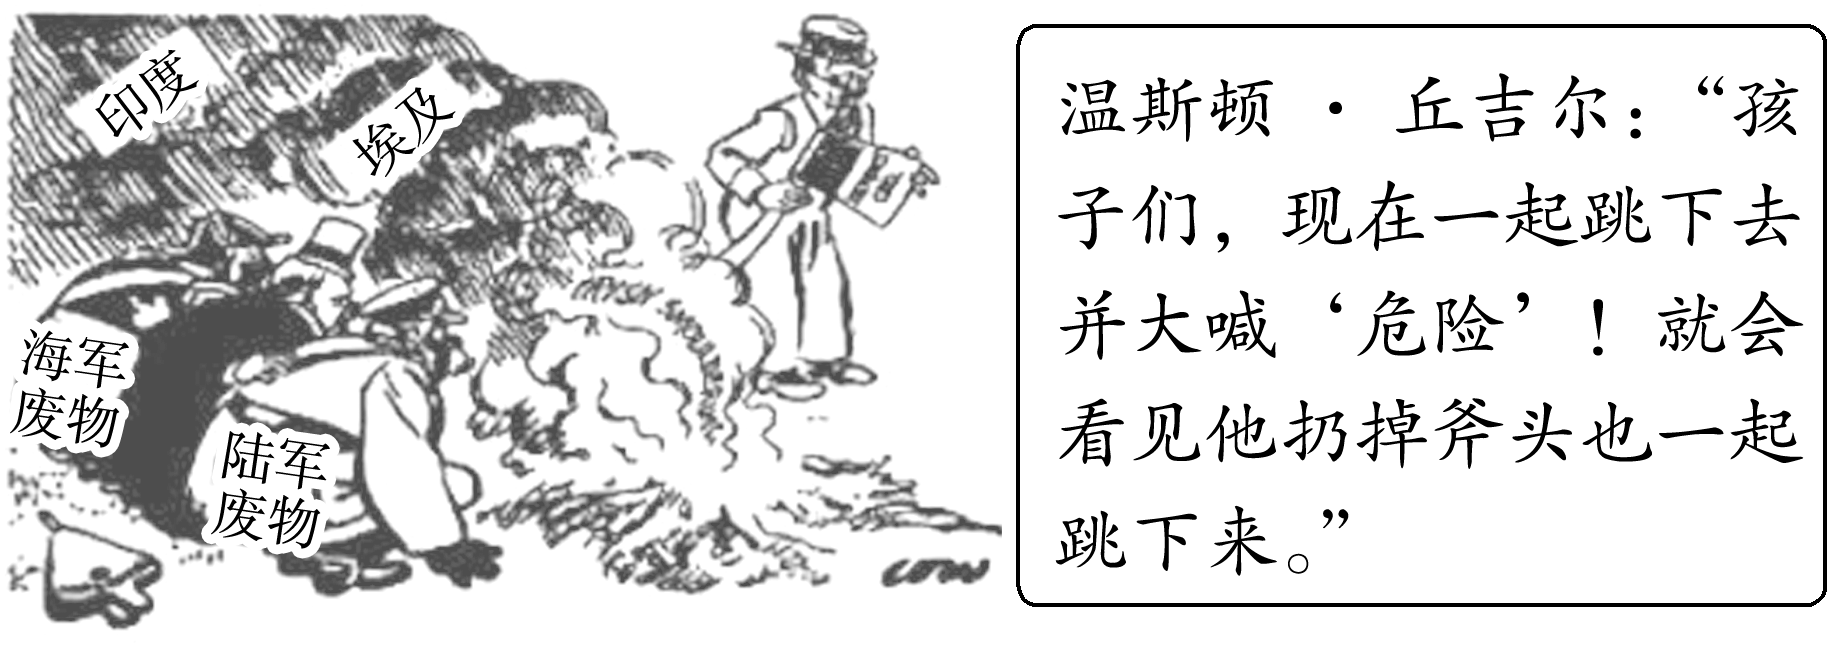 印度
埃及
海军
废物
陆军
废物
LOW
温斯顿·丘吉尔：“孩
子们，现在一起跳下去
并大喊‘危险’！就会
看见他扔掉斧头也一起
跳下来。”